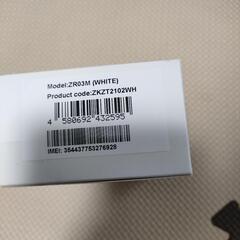 Model:ZR03M (WHITE)
Product code:ZKZT2102WH
4 580692 432595
IMEI: 354437753276928